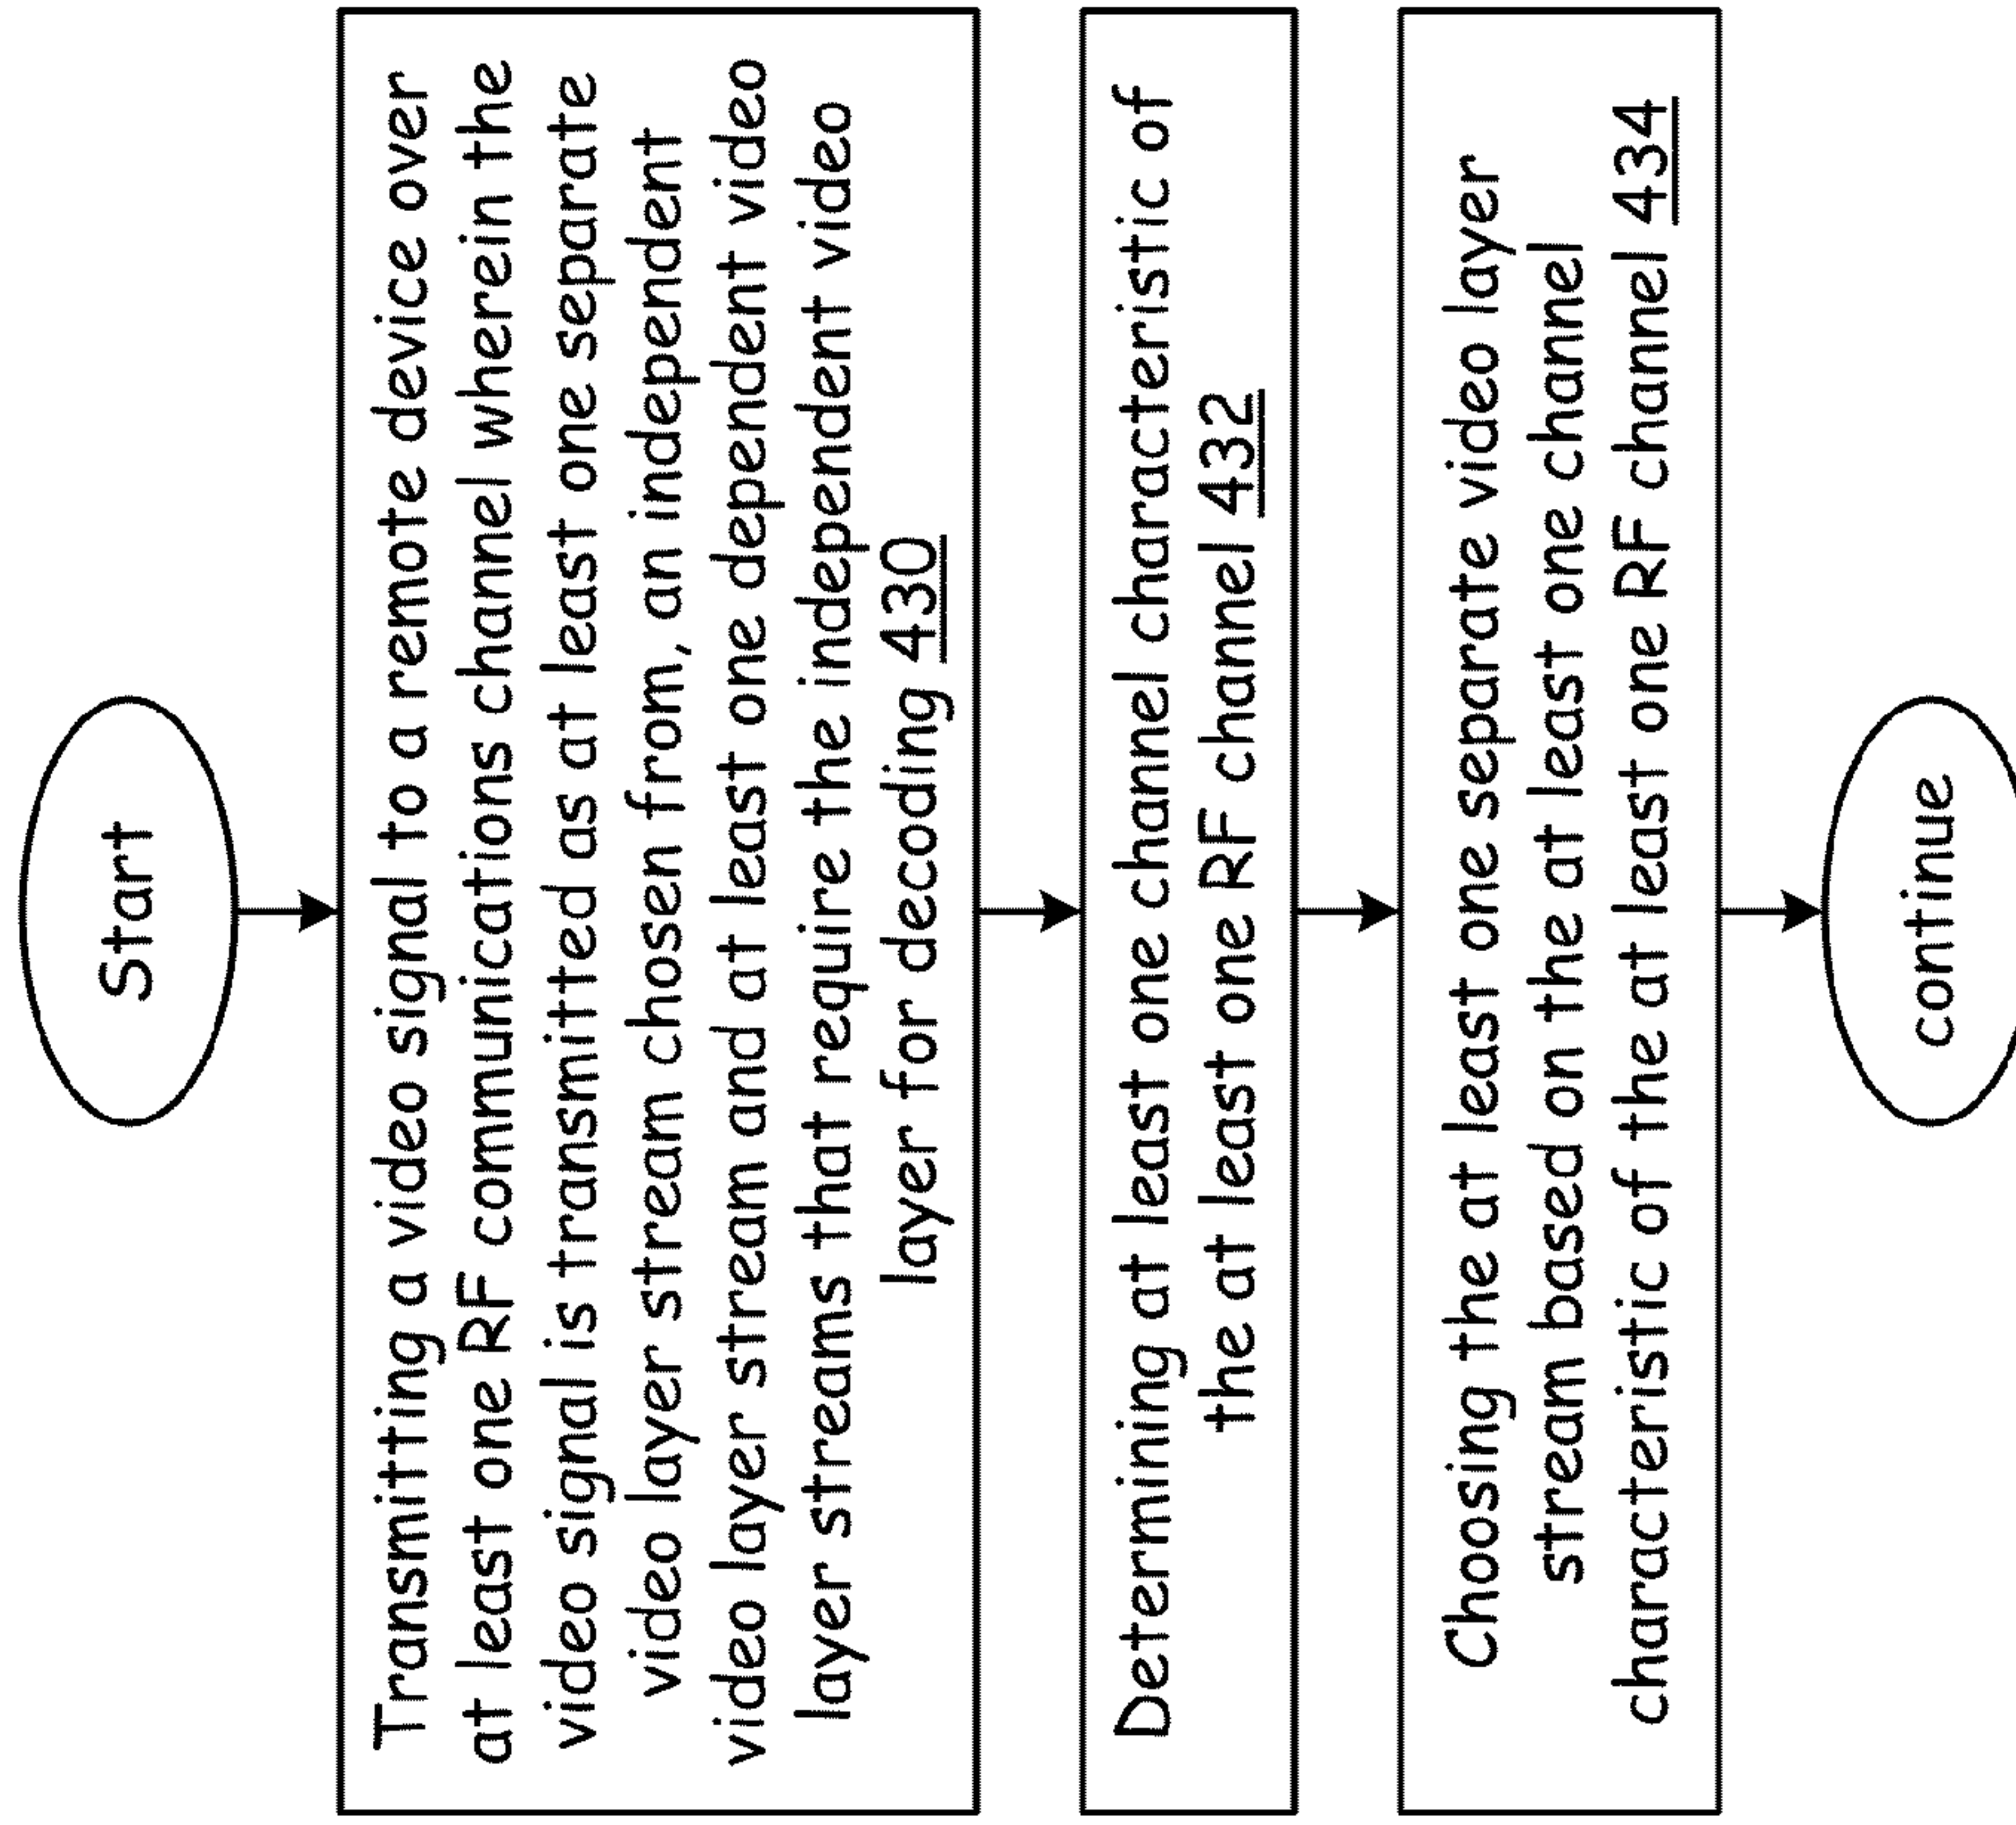 Start
Transmitting a video signal to a remote device over
at least one RF communications channel wherein the
video signal is transmitted as at least one separate
video layer stream chosen from, an independent
video layer stream and at least one dependent video
layer streams that require the independent video
layer for decoding 430
Determining at least one channel characteristic of
the at least one RF channel 432
Choosing the at least one separate video layer
stream based on the at least one channel
characteristic of the at least one RF channel 434
continue